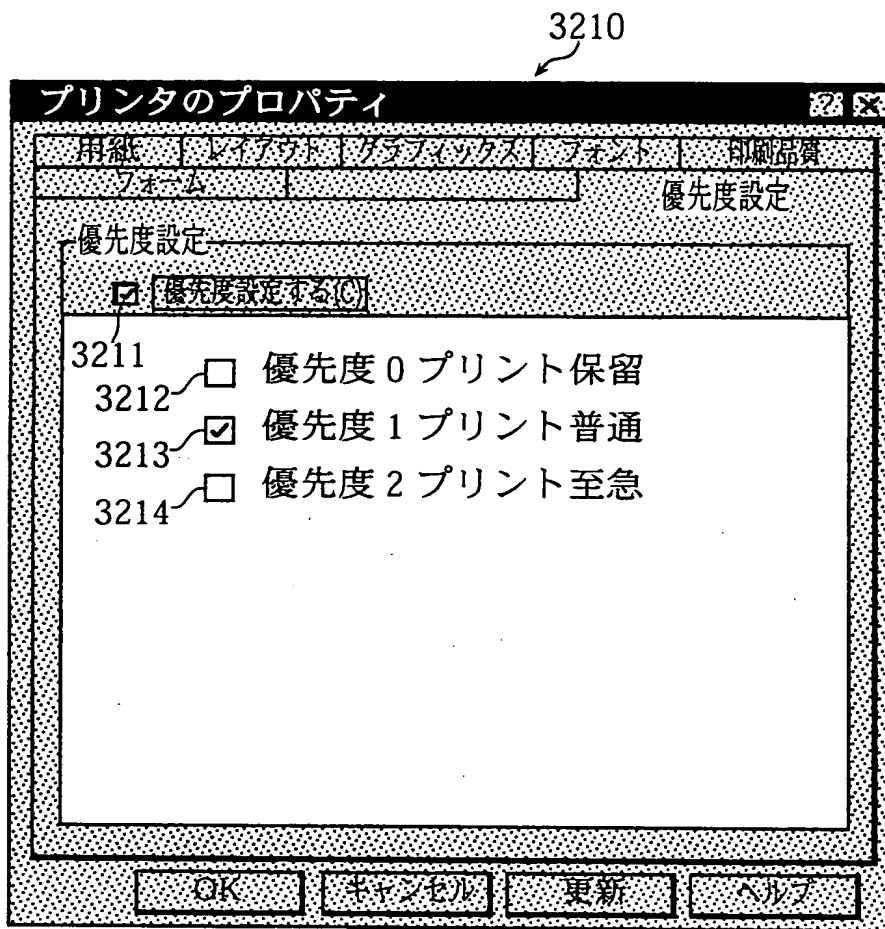 3210
プリンタのプロパティ
用紙 レイアウト グラフィックス フォント 印刷品質
フォーム 優先度設定
優先度設定
優先度設定する(C)
3211
3212 優先度0プリント保留
3213 優先度1プリント普通
3214 優先度2プリント至急
OK キャンセル 更新 ヘルプ